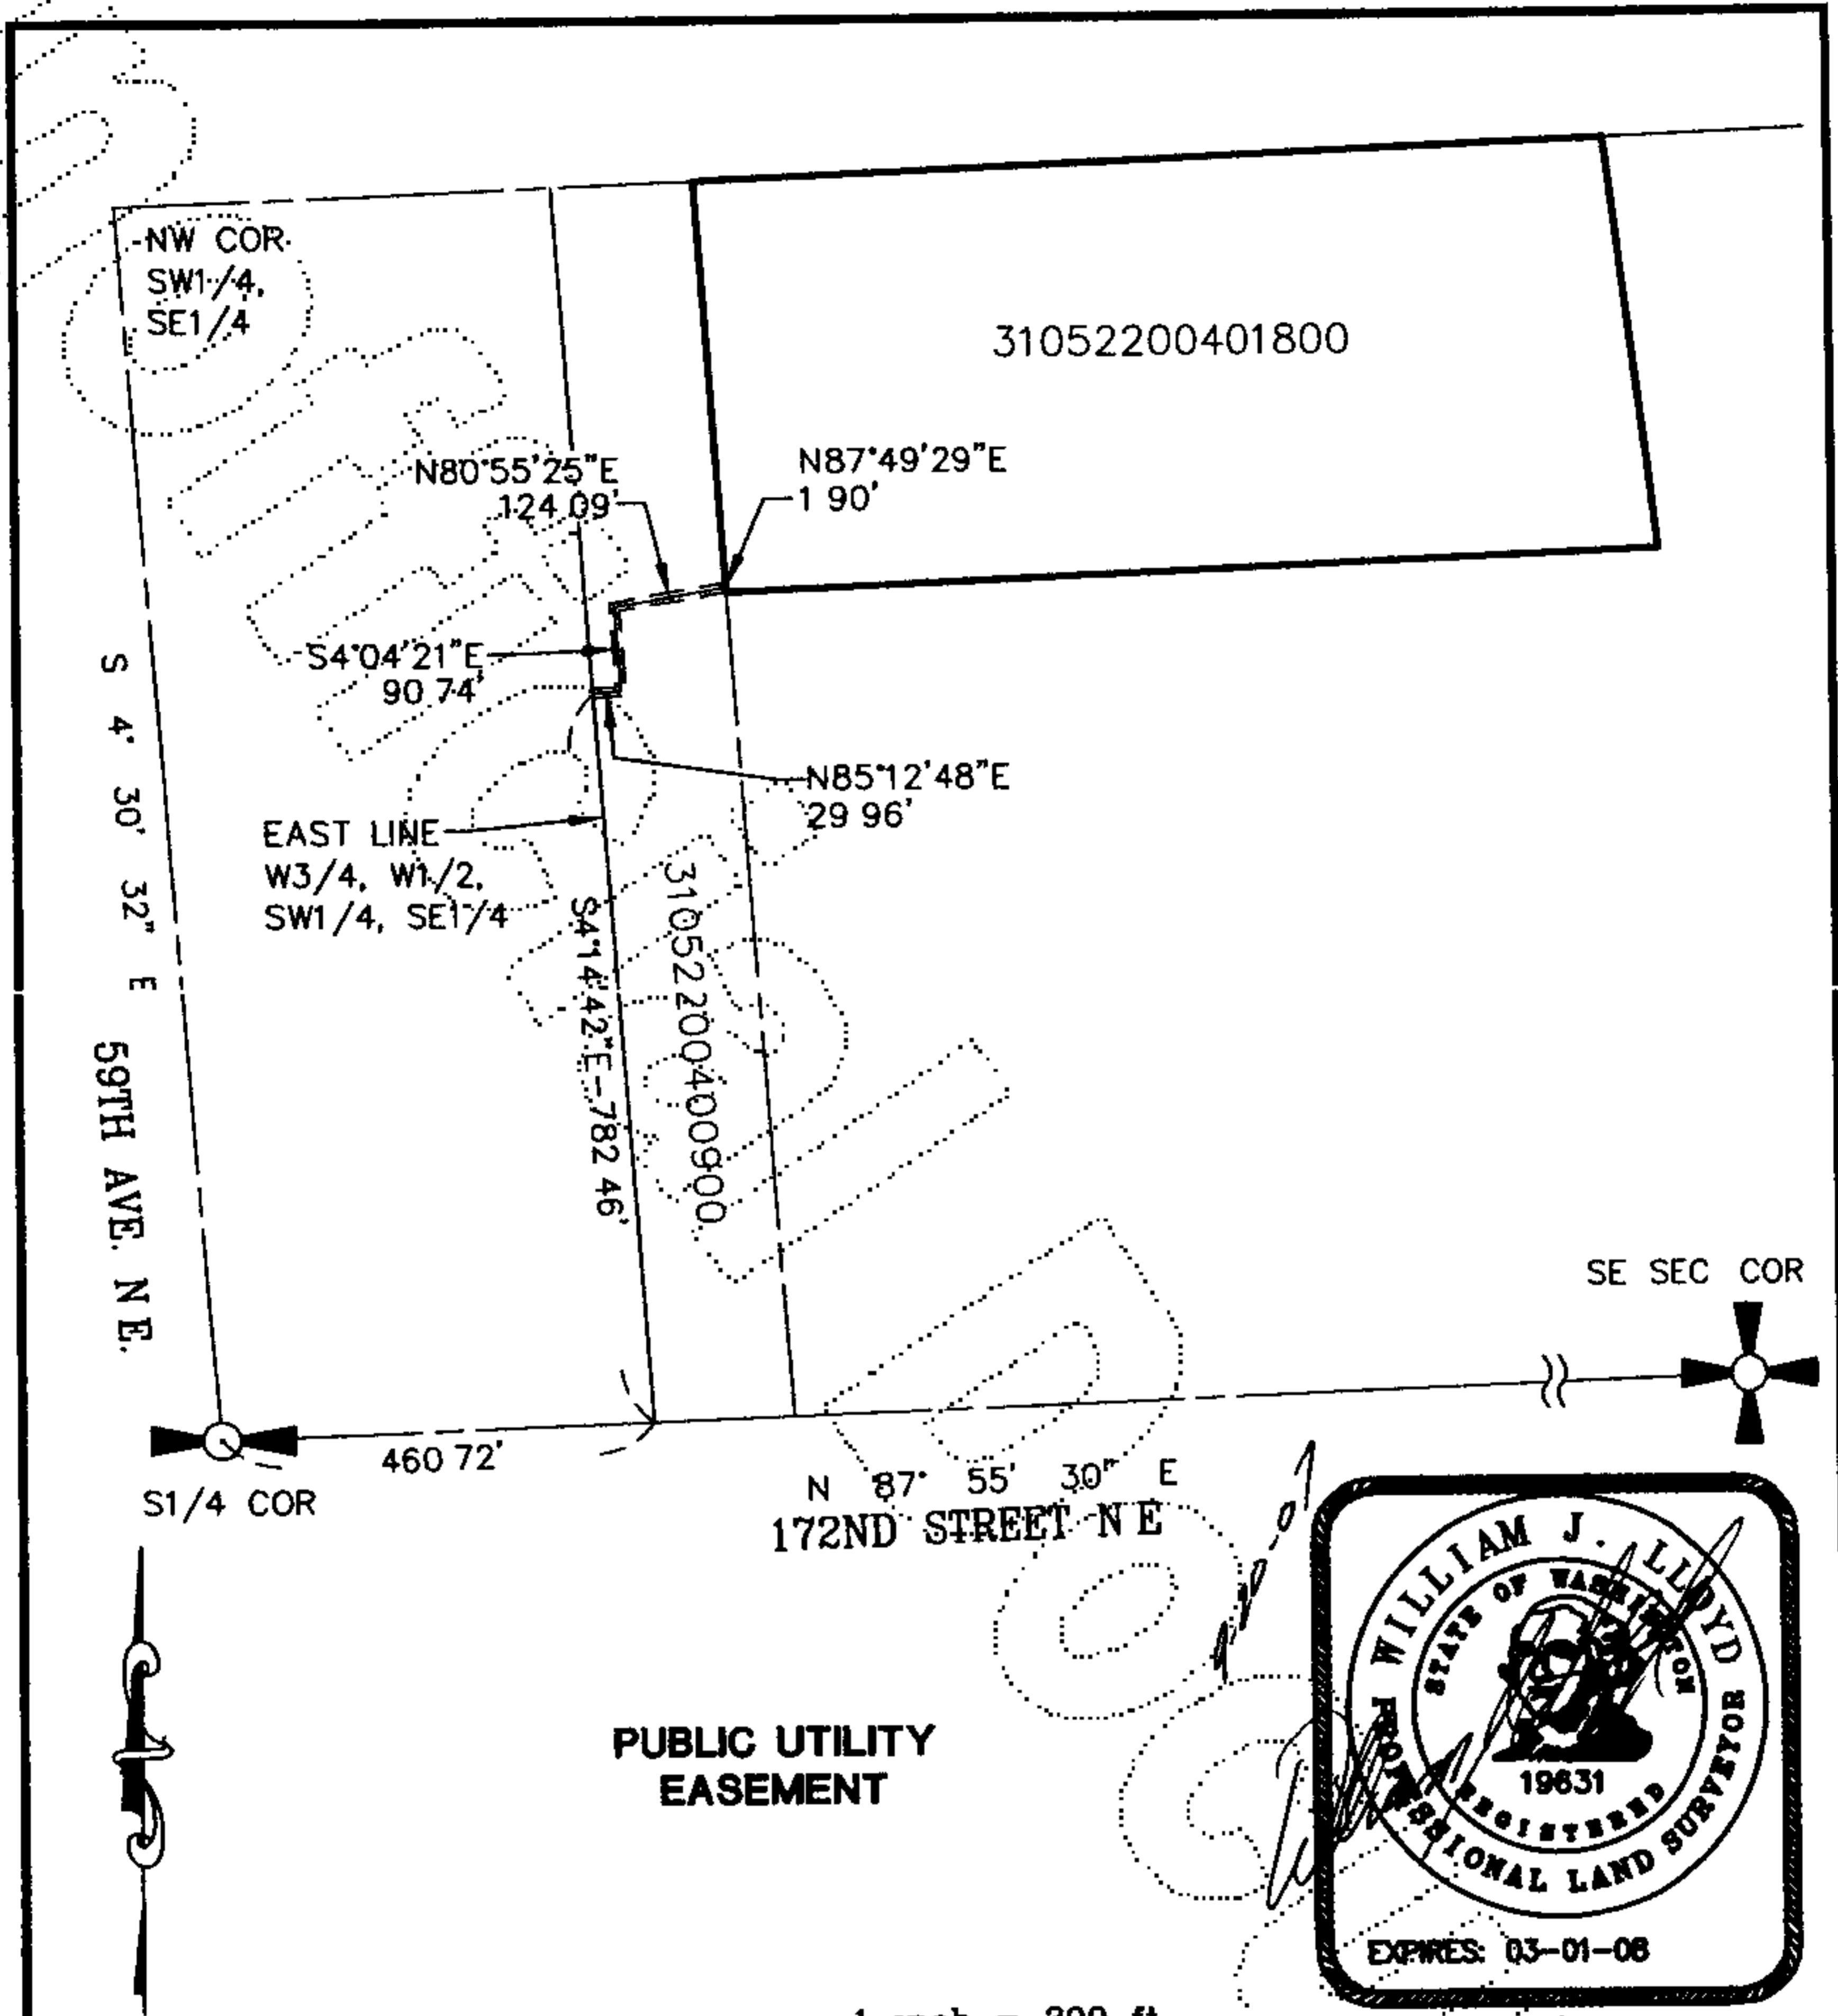 NW COR
SW1/4,
SE1/4
31052200401800
N80°55'25"E
124.09'
N87°49'29"E
1 90'
S4°04'21"E
90 74'
N85°12'48"E
29 96'
EAST LINE
W3/4, W1/2,
SW1/4, SE1/4
S4°14'42"E-782 46'
31052200400900
S 4° 30' 32" E
59TH AVE. N E.
SE SEC COR
460 72'
S1/4 COR
N 87° 55' 30" E
172ND STREET N E
PUBLIC UTILITY
EASEMENT
WILLIAM J. LLOYD
STATE OF WASHINGTON
19631
REGISTERED
PROFESSIONAL LAND SURVEYOR
EXPIRES: 03-01-08